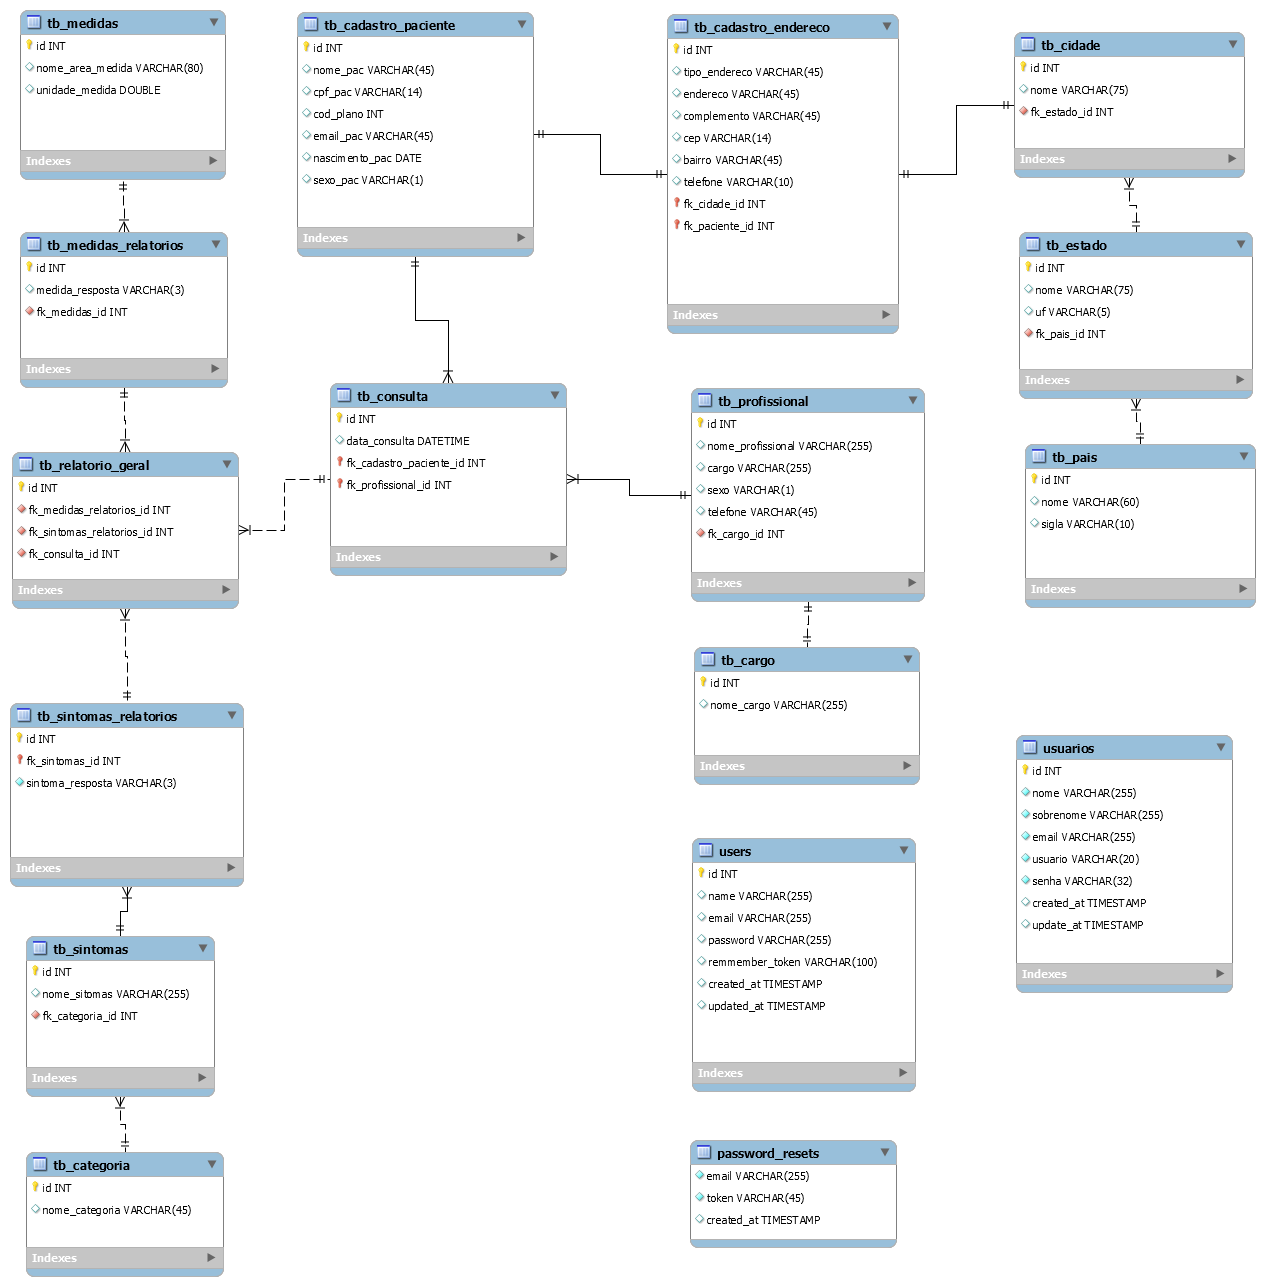 tb_medidas
id INT
nome_area_medida VARCHAR(80)
unidade_medida DOUBLE
Indexes
tb_medidas_relatorios
id INT
medida_resposta VARCHAR(3)
fk_medidas_id INT
Indexes
tb_relatorio_geral
id INT
fk_medidas_relatorios_id INT
fk_sintomas_relatorios_id INT
fk_consulta_id INT
Indexes
tb_sintomas_relatorios
id INT
fk_sintomas_id INT
sintoma_resposta VARCHAR(3)
Indexes
tb_sintomas
id INT
nome_sitomas VARCHAR(255)
fk_categoria_id INT
Indexes
tb_categoria
id INT
nome_categoria VARCHAR(45)
Indexes
tb_cadastro_paciente
id INT
nome_pac VARCHAR(45)
cpf_pac VARCHAR(14)
cod_plano INT
email_pac VARCHAR(45)
nascimento_pac DATE
sexo_pac VARCHAR(1)
Indexes
tb_consulta
id INT
data_consulta DATETIME
fk_cadastro_paciente_id INT
fk_profissional_id INT
Indexes
tb_cadastro_endereco
id INT
tipo_endereco VARCHAR(45)
endereco VARCHAR(45)
complemento VARCHAR(45)
cep VARCHAR(14)
bairro VARCHAR(45)
telefone VARCHAR(10)
fk_cidade_id INT
fk_paciente_id INT
Indexes
tb_profissional
id INT
nome_profissional VARCHAR(255)
cargo VARCHAR(255)
sexo VARCHAR(1)
telefone VARCHAR(45)
fk_cargo_id INT
Indexes
tb_cargo
id INT
nome_cargo VARCHAR(255)
Indexes
users
id INT
name VARCHAR(255)
email VARCHAR(255)
password VARCHAR(255)
remmember_token VARCHAR(100)
created_at TIMESTAMP
updated_at TIMESTAMP
Indexes
password_resets
email VARCHAR(255)
token VARCHAR(45)
created_at TIMESTAMP
tb_cidade
id INT
nome VARCHAR(75)
fk_estado_id INT
Indexes
tb_estado
id INT
nome VARCHAR(75)
uf VARCHAR(5)
fk_pais_id INT
Indexes
tb_pais
id INT
nome VARCHAR(60)
sigla VARCHAR(10)
Indexes
usuarios
id INT
nome VARCHAR(255)
sobrenome VARCHAR(255)
email VARCHAR(255)
usuario VARCHAR(20)
senha VARCHAR(32)
created_at TIMESTAMP
update_at TIMESTAMP
Indexes